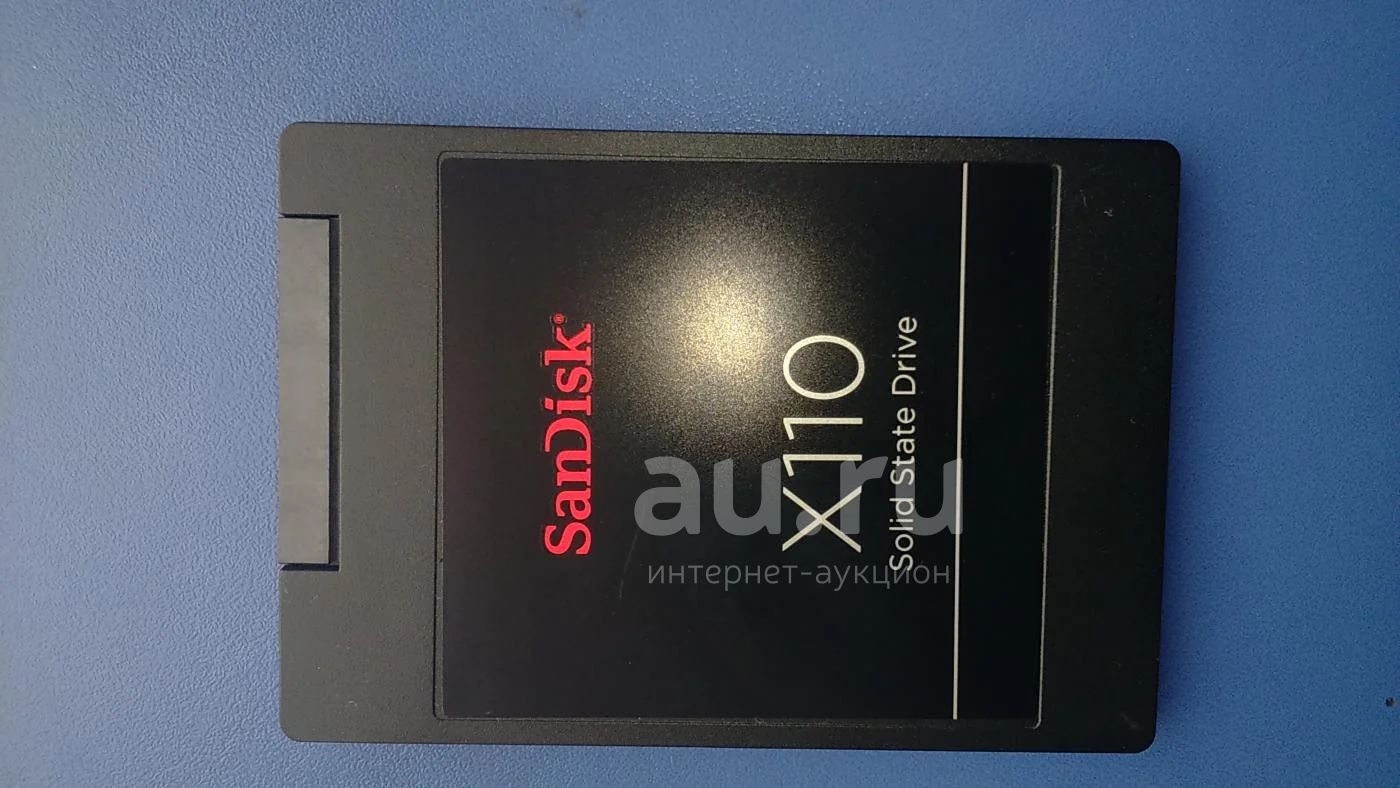 SanDisk®
X110
Solid State Drive
au.ru
интернет-аукцион